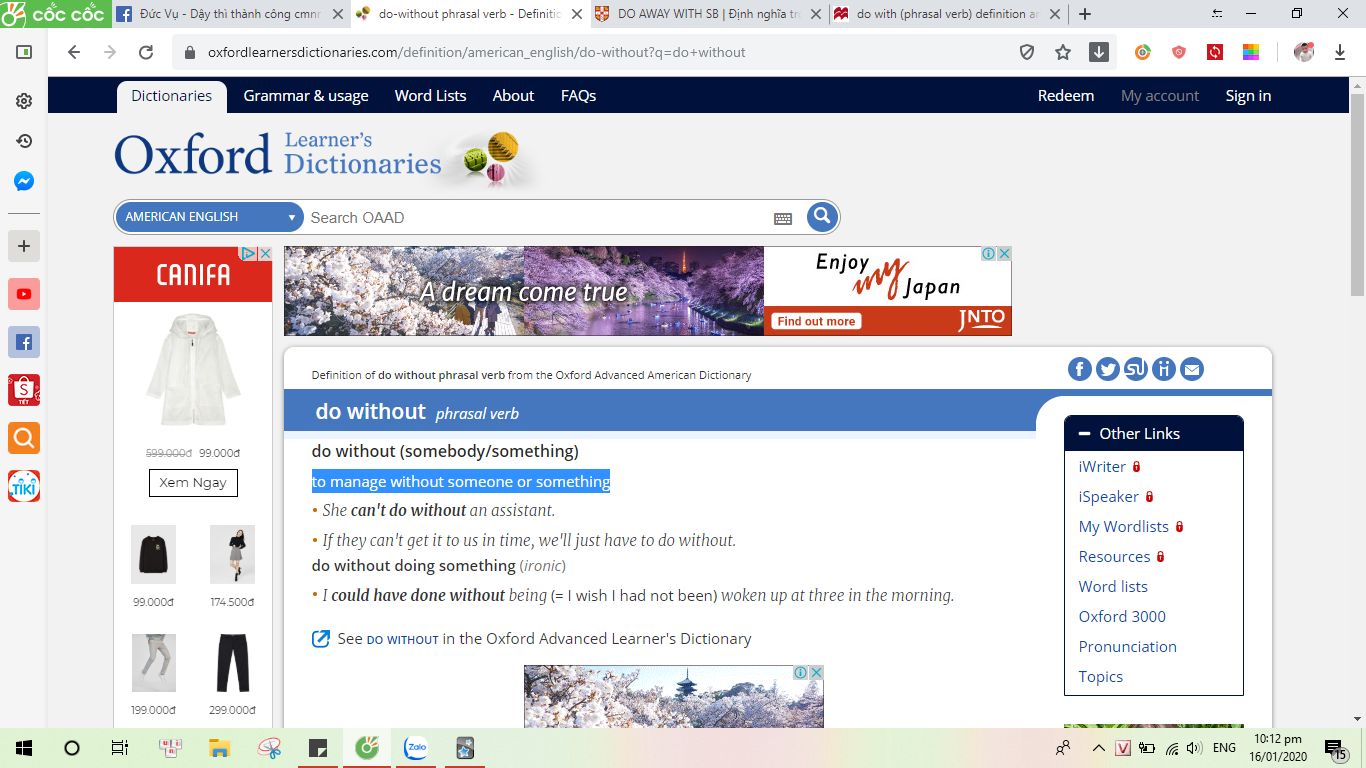 cốc cốc
Đức Vụ - Dậy thì thành công cmnr
do-without phrasal verb - Definitio
DO AWAY WITH SB | Định nghĩa tro
do with (phrasal verb) definition an
oxfordlearnersdictionaries.com/definition/american_english/do-without?q=do+without
Dictionaries
Grammar & usage
Word Lists
About
FAQs
Redeem
My account
Sign in
Oxford Learner's Dictionaries
AMERICAN ENGLISH
Search OAAD
CANIFA
599.000đ 99.000đ
Xem Ngay
99.000đ 174.500đ
199.000đ 299.000đ
A dream come true
Enjoy my Japan
Find out more
JNTO
Definition of do without phrasal verb from the Oxford Advanced American Dictionary
do without phrasal verb
do without (somebody/something)
to manage without someone or something
• She can't do without an assistant.
• If they can't get it to us in time, we'll just have to do without.
do without doing something (ironic)
• I could have done without being (= I wish I had not been) woken up at three in the morning.
See DO WITHOUT in the Oxford Advanced Learner's Dictionary
Other Links
iWriter
iSpeaker
My Wordlists
Resources
Word lists
Oxford 3000
Pronunciation
Topics
TẾT
TIKI
Zalo
ENG
10:12 pm
16/01/2020
15